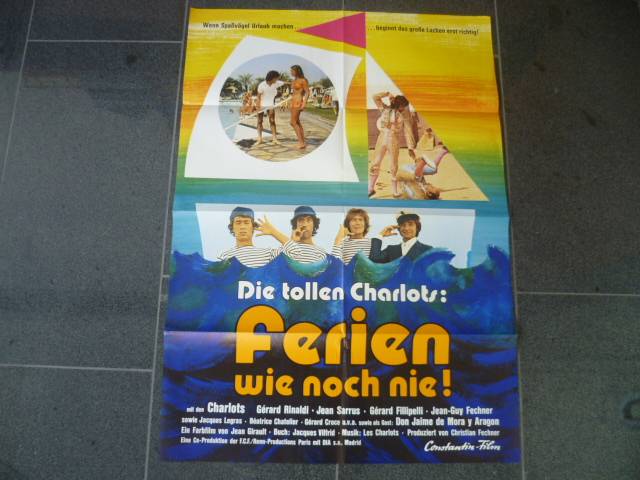 Wenn Spaßvögel Urlaub machen...
...beginnt das große Lachen erst richtig!
Die tollen Charlots:
Ferien
wie noch nie!
mit den Charlots Gérard Rinaldi · Jean Sarrus · Gérard Fillipelli · Jean-Guy Fechner
sowie Jacques Legras · Béatrice Chatelier · Gérard Croce u.v.a. sowie als Gast: Don Jaime de Mora y Aragon
Ein Farbfilm von Jean Girault · Buch: Jacques Vilfrid · Musik: Les Charlots · Produziert von Christian Fechner
Eine Co-Produktion der F.C.F./Renn-Productions Paris mit DIA s.a. Madrid
Constantin-Film